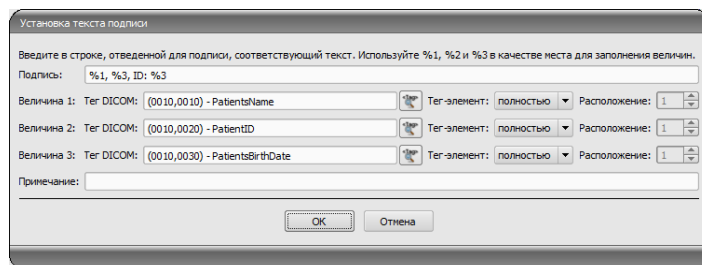 Установка текста подписи
Введите в строке, отведенной для подписи, соответствующий текст. Используйте %1, %2 и %3 в качестве места для заполнения величин.
Подпись: %1, %3, ID: %3
Величина 1: Тег DICOM: (0010,0010) - PatientsName Тег-элемент: полностью Расположение: 1
Величина 2: Тег DICOM: (0010,0020) - PatientID Тег-элемент: полностью Расположение: 1
Величина 3: Тег DICOM: (0010,0030) - PatientsBirthDate Тег-элемент: полностью Расположение: 1
Примечание:
OK Отмена